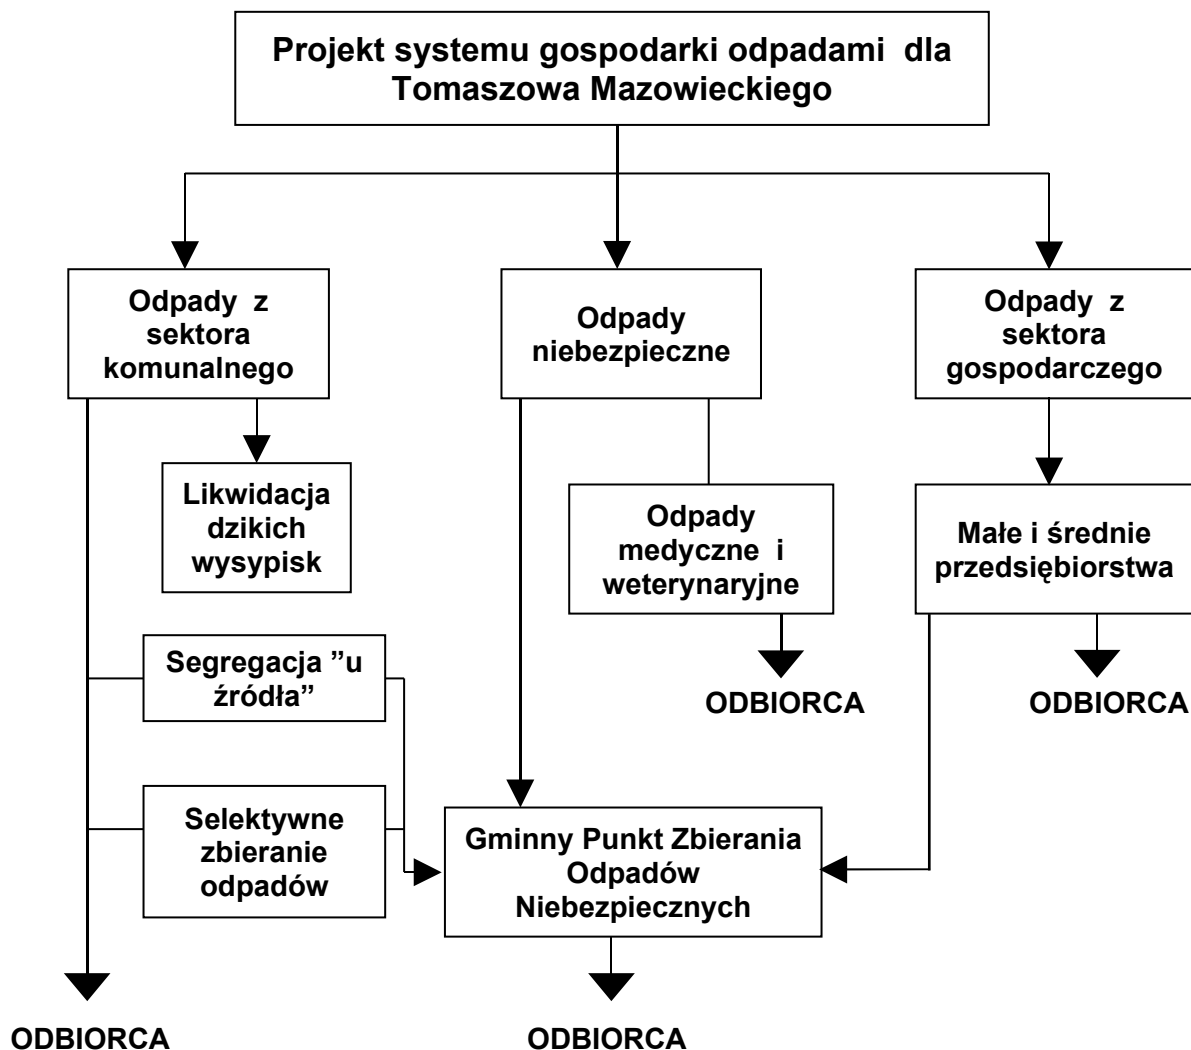 Projekt systemu gospodarki odpadami dla
Tomaszowa Mazowieckiego
Odpady z
sektora
komunalnego
Odpady
niebezpieczne
Odpady z
sektora
gospodarczego
Likwidacja
dzikich
wysypisk
Odpady
medyczne i
weterynaryjne
Małe i średnie
przedsiębiorstwa
Segregacja ”u
źródła”
ODBIORCA
ODBIORCA
Selektywne
zbieranie
odpadów
Gminny Punkt Zbierania
Odpadów
Niebezpiecznych
ODBIORCA
ODBIORCA